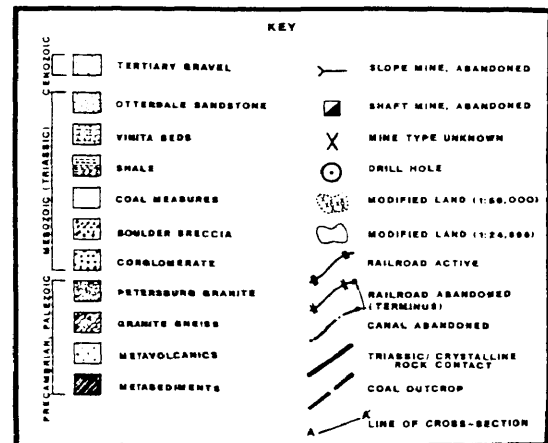 KEY
CENOZOIC
TERTIARY GRAVEL
MESOZOIC (TRIASSIC)
OTTERDALE SANDSTONE
VINITA BEDS
SHALE
COAL MEASURES
BOULDER BRECCIA
CONGLOMERATE
PRECAMBRIAN, PALEZOIC
PETERSBURG GRANITE
GRANITE GNEISS
METAVOLCANICS
METASEDIMENTS
SLOPE MINE, ABANDONED
SHAFT MINE, ABANDONED
MINE TYPE UNKNOWN
DRILL HOLE
MODIFIED LAND (1:50,000)
MODIFIED LAND (1:24,000)
RAILROAD ACTIVE
RAILROAD ABANDONED
(TERMINUS)
CANAL ABANDONED
TRIASSIC/ CRYSTALLINE
ROCK CONTACT
COAL OUTCROP
A A'
LINE OF CROSS-SECTION